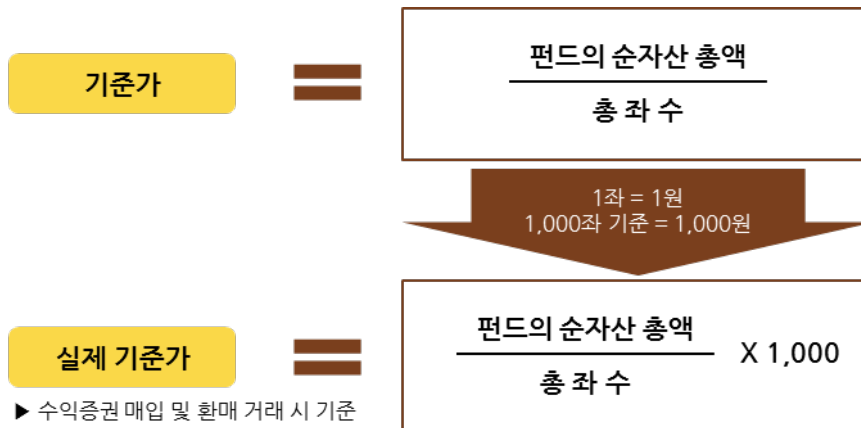 기준가
펀드의 순자산 총액
총 좌 수
1좌 = 1원
1,000좌 기준 = 1,000원
실제 기준가
펀드의 순자산 총액
총 좌 수
X 1,000
▶ 수익증권 매입 및 환매 거래 시 기준